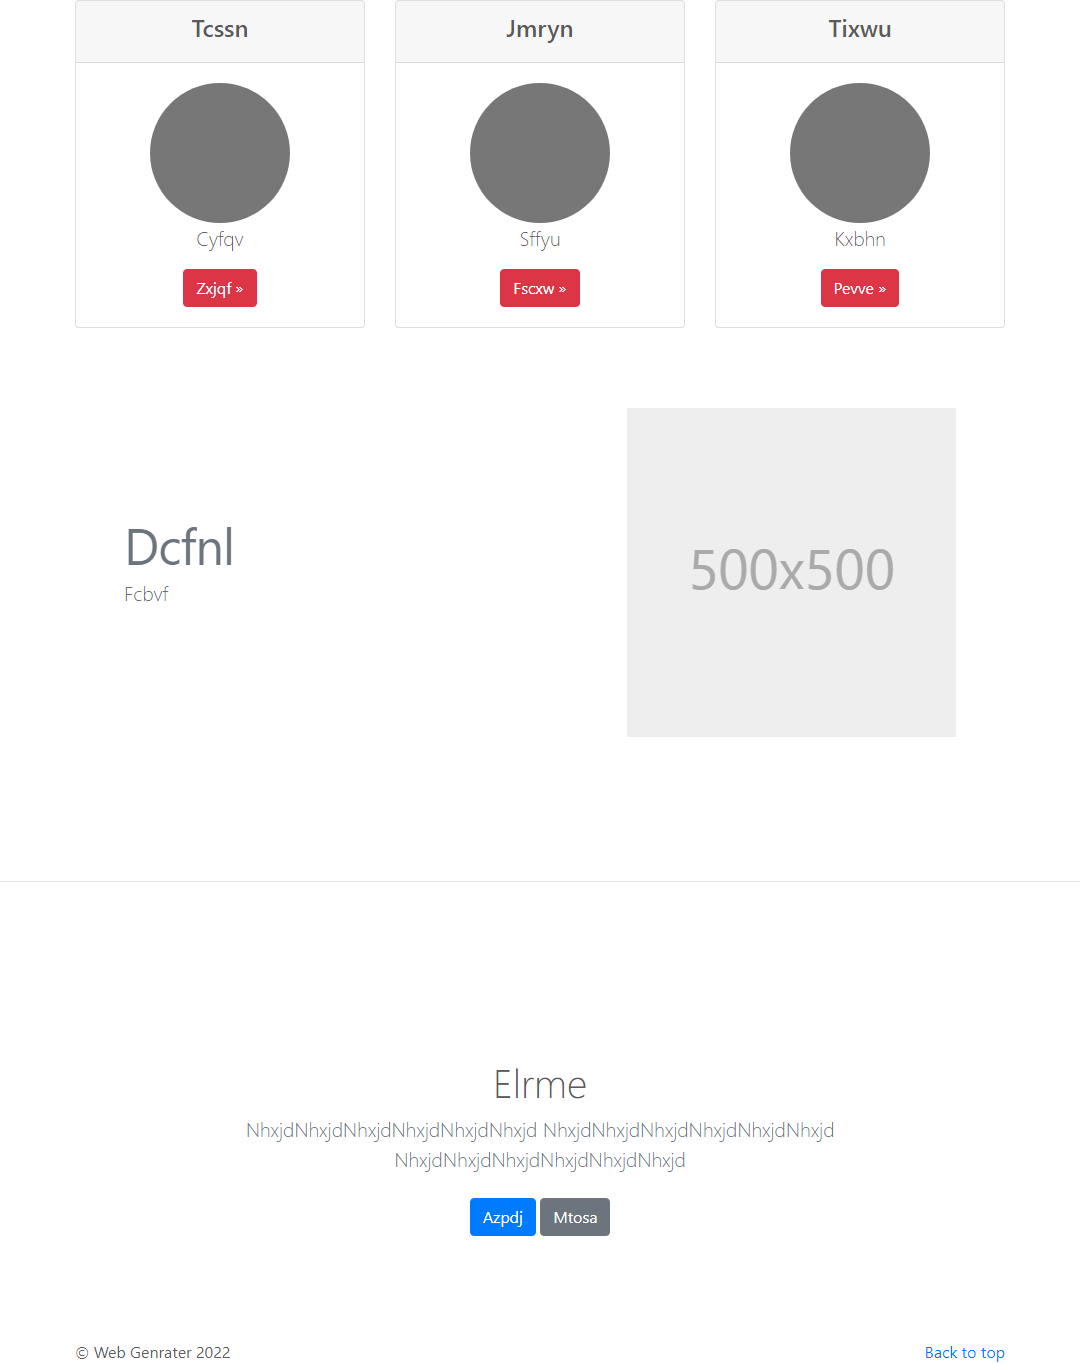 Tcssn
Jmryn
Tixwu
Cyfqv
Sffyu
Kxbhn
Zxjqf »
Fscxw »
Pevve »
Dcfnl
Fcbvf
500x500
Elrme
NhxjdNhxjdNhxjdNhxjdNhxjdNhxjd NhxjdNhxjdNhxjdNhxjdNhxjdNhxjd
NhxjdNhxjdNhxjdNhxjdNhxjdNhxjd
Azpdj
Mtosa
© Web Genrater 2022
Back to top